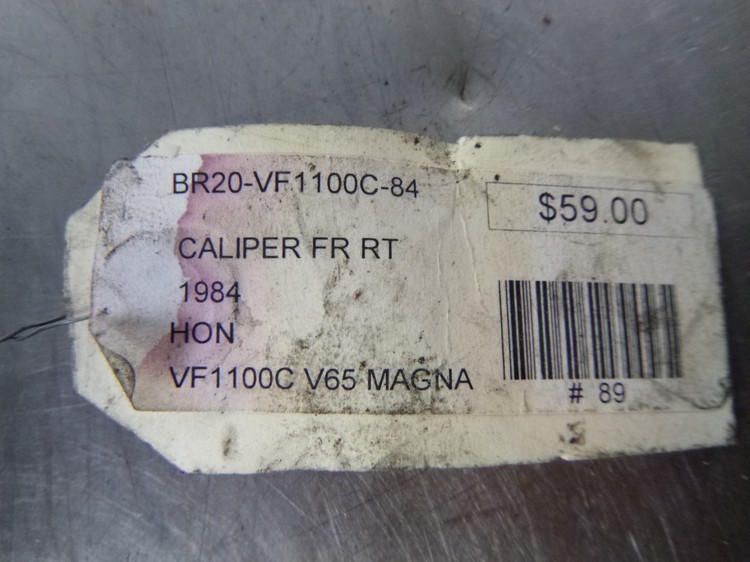 BR20-VF1100C-84
$59.00
CALIPER FR RT
1984
HON
VF1100C V65 MAGNA
# 89